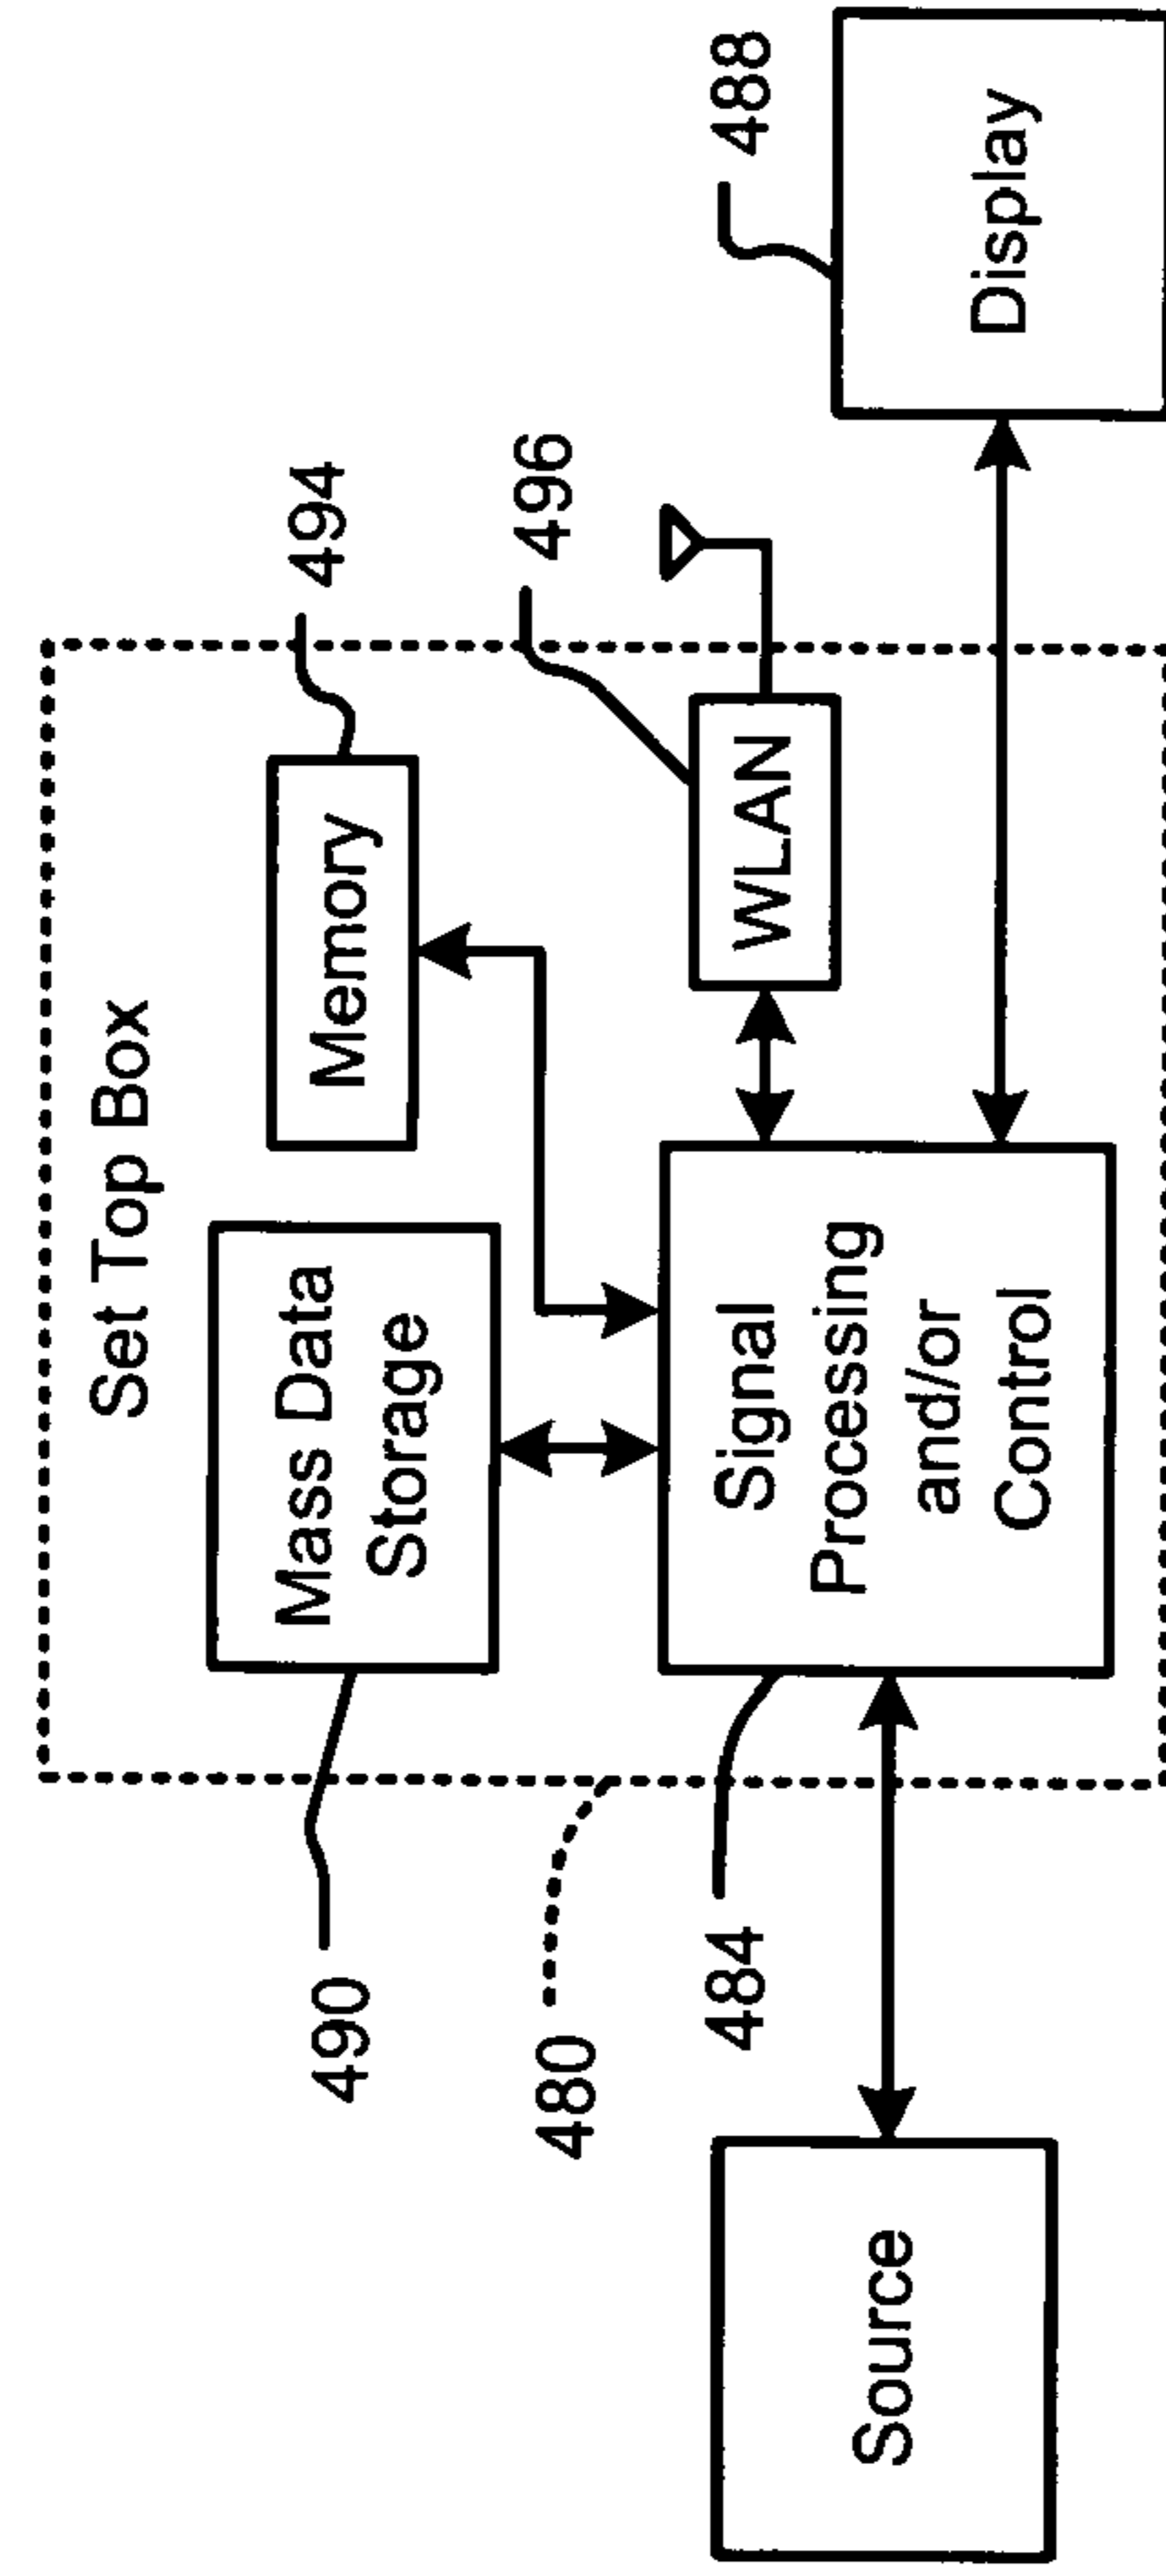 Set Top Box
490
Mass Data
Storage
Memory
494
480
496
484
Signal
Processing
and/or
Control
WLAN
488
Source
Display